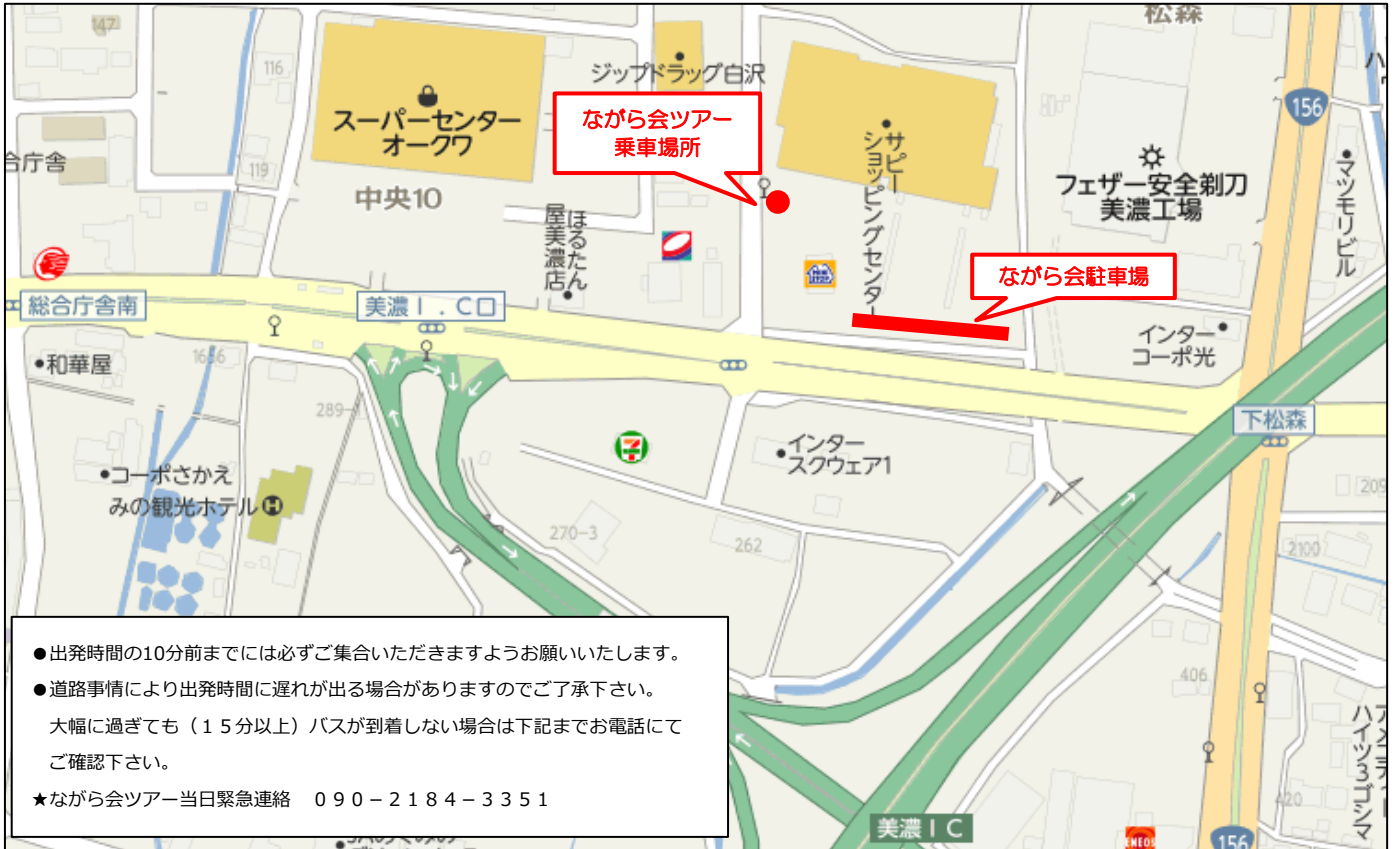 147
松森
116
ジップドラッグ白沢
156
スーパーセンター
オークワ
ながら会ツアー
乗車場所
サピー
ショッピングセンター
フェザー安全剃刀
美濃工場
マツモリビル
合庁舎
119
中央10
ほるたん
屋美濃店
ながら会駐車場
総合庁舎南
美濃I.C口
インター
コーポ光
和華屋
1656
289-1
下松森
インター
スクウェア1
コーポさかえ
みの観光ホテル
H
270-3
262
209
2100
●出発時間の10分前までには必ずご集合いただきますようお願いいたします。
●道路事情により出発時間に遅れが出る場合がありますのでご了承下さい。
大幅に過ぎても（15分以上）バスが到着しない場合は下記までお電話にて
ご確認下さい。
★ながら会ツアー当日緊急連絡　090－2184－3351
406
ハイツ3ゴシマ
420
美濃IC
ENEOS
156